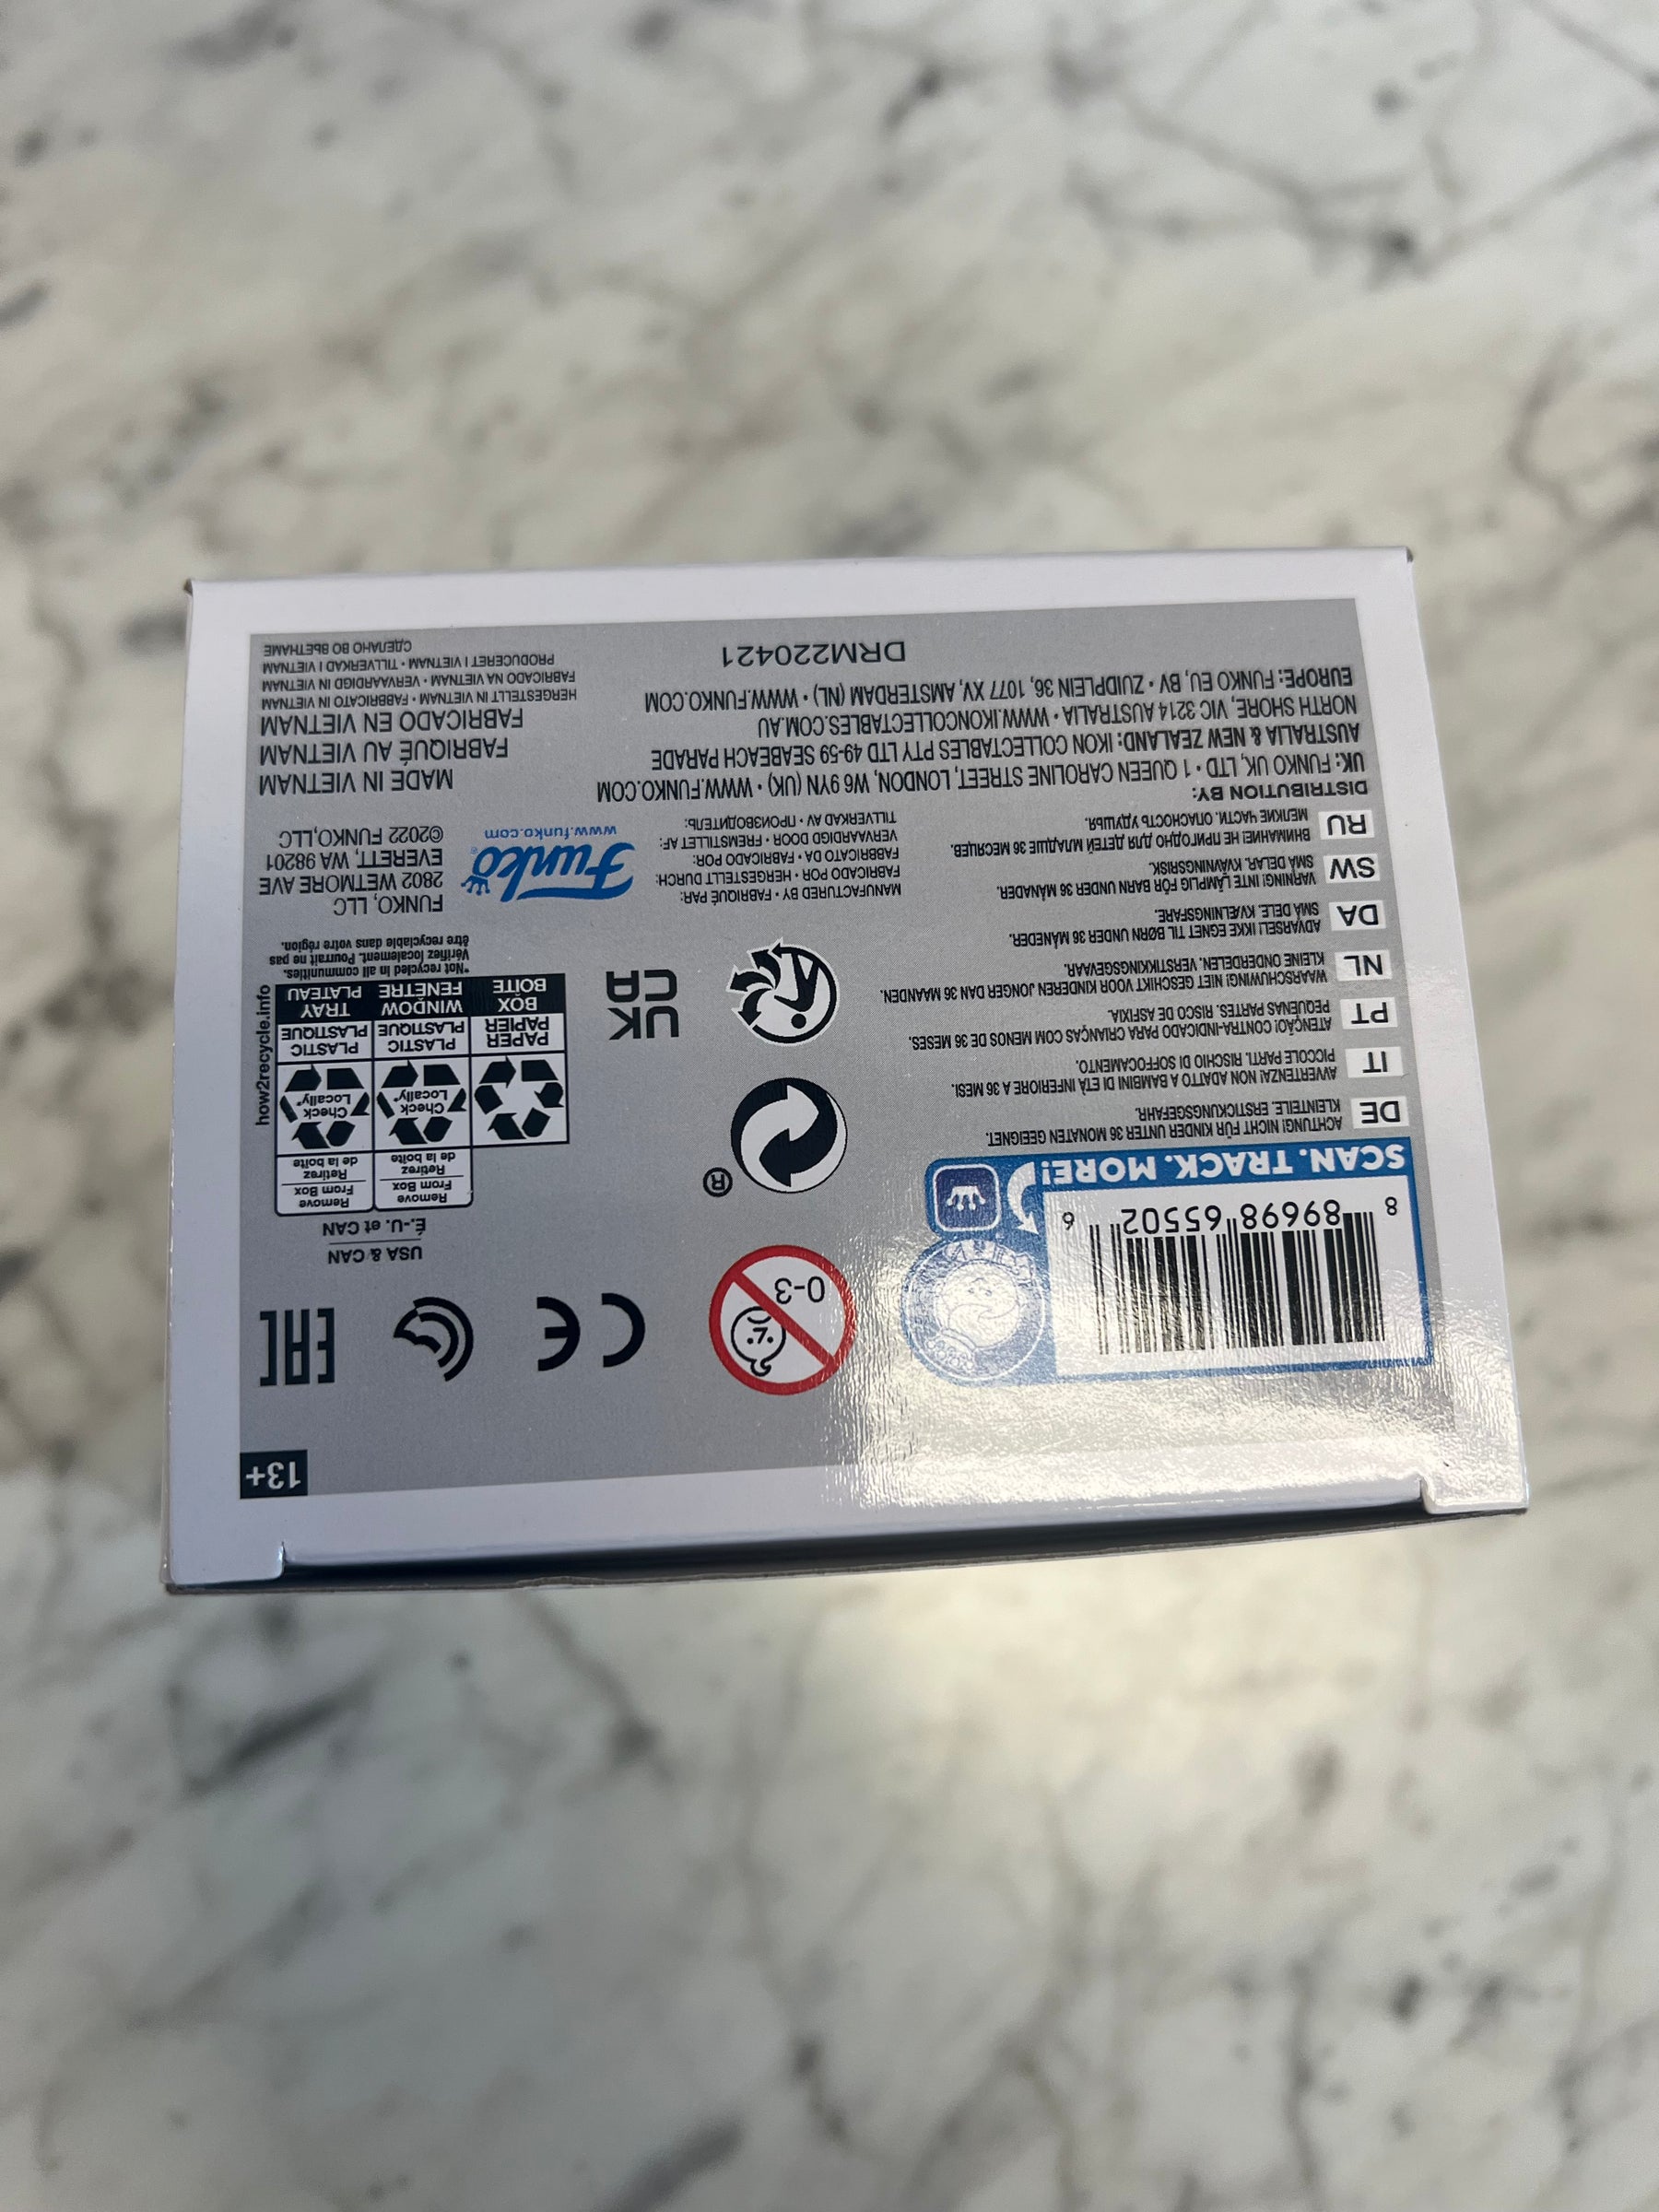 13+
8 89698 65502 6
SCAN. TRACK. MORE!
0-3
CE
EAC
USA & CAN
É.-U. et CAN
Remove
From Box
Retirez
de la boîte
Remove
From Box
Retirez
de la boîte
Check
Locally*
Check
Locally*
PAPER
PAPIER
PLASTIC
PLASTIQUE
PLASTIC
PLASTIQUE
BOX
BOÎTE
WINDOW
FENÊTRE
TRAY
PLATEAU
how2recycle.info
*Not recycled in all communities.
Vérifiez localement. Pourrait ne pas
être recyclable dans votre région.
®
UK
CA
DE
ACHTUNG! NICHT FÜR KINDER UNTER 36 MONATEN GEEIGNET.
KLEINTEILE. ERSTICKUNGSGEFAHR.
IT
AVVERTENZA! NON ADATTO A BAMBINI DI ETÀ INFERIORE A 36 MESI.
PICCOLE PARTI. RISCHIO DI SOFFOCAMENTO.
PT
ATENÇÃO! CONTRA-INDICADO PARA CRIANÇAS COM MENOS DE 36 MESES.
PEQUENAS PARTES. RISCO DE ASFIXIA.
NL
WAARSCHUWING! NIET GESCHIKT VOOR KINDEREN JONGER DAN 36 MAANDEN.
KLEINE ONDERDELEN. VERSTIKKINGSGEVAAR.
DA
ADVARSEL! IKKE EGNET TIL BØRN UNDER 36 MÅNEDER.
SMÅ DELE. KVÆLNINGSFARE.
SW
VARNING! INTE LÄMPLIG FÖR BARN UNDER 36 MÅNADER.
SMÅ DELAR. KVÄVNINGSRISK.
RU
ВНИМАНИЕ! НЕ ПРИГОДНО ДЛЯ ДЕТЕЙ МЛАДШЕ 36 МЕСЯЦЕВ.
МЕЛКИЕ ЧАСТИ. ОПАСНОСТЬ УДУШЬЯ.
MANUFACTURED BY • FABRIQUÉ PAR:
FABRICADO POR • HERGESTELLT DURCH:
FABBRICATO DA • FABRICADO POR:
VERVAARDIGD DOOR • FREMSTILLET AF:
TILLVERKAD AV • ПРОИЗВОДИТЕЛЬ:
Funko®
www.funko.com
FUNKO, LLC
2802 WETMORE AVE
EVERETT, WA 98201
©2022 FUNKO,LLC
DISTRIBUTION BY:
UK: FUNKO UK, LTD • 1 QUEEN CAROLINE STREET, LONDON, W6 9YN (UK) • WWW.FUNKO.COM
AUSTRALIA & NEW ZEALAND: IKON COLLECTABLES PTY LTD 49-59 SEABEACH PARADE
NORTH SHORE, VIC 3214 AUSTRALIA • WWW.IKONCOLLECTABLES.COM.AU
EUROPE: FUNKO EU, BV • ZUIDPLEIN 36, 1077 XV, AMSTERDAM (NL) • WWW.FUNKO.COM
DRM220421
MADE IN VIETNAM
FABRIQUÉ AU VIETNAM
FABRICADO EN VIETNAM
HERGESTELLT IN VIETNAM • FABBRICATO IN VIETNAM
FABRICADO NA VIETNAM • VERVAARDIGD IN VIETNAM
PRODUCERET I VIETNAM • TILLVERKAD I VIETNAM
СДЕЛАНО ВО ВЬЕТНАМЕ